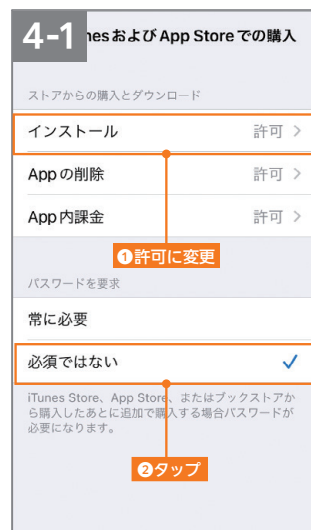 4-1
nesおよびApp Storeでの購入
ストアからの購入とダウンロード
インストール 許可 >
Appの削除 許可 >
App内課金 許可 >
❶許可に変更
パスワードを要求
常に必要
必須ではない ✓
iTunes Store、App Store、またはブックストアか
ら購入したあとに追加で購入する場合パスワードが
必要になります。
❷タップ